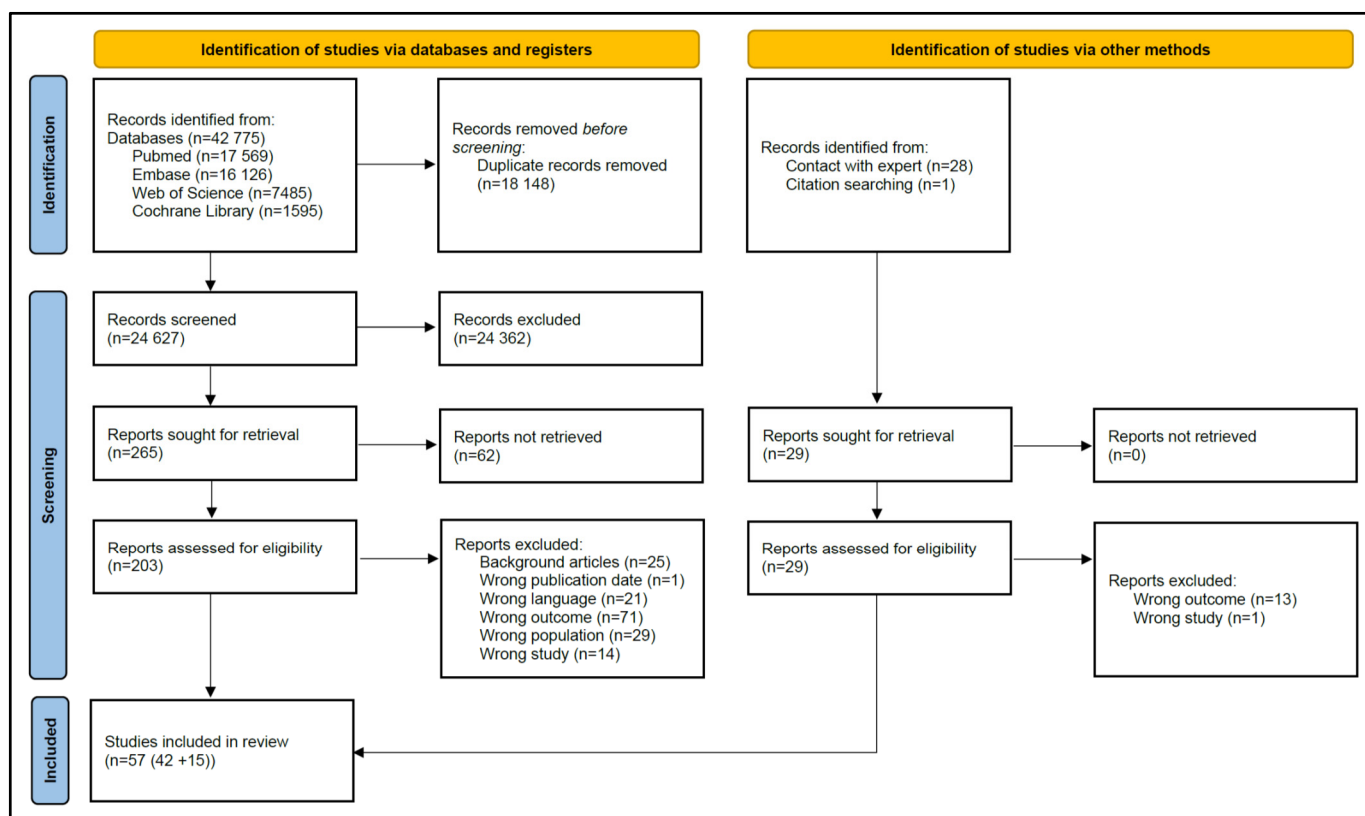 Identification of studies via databases and registers
Identification of studies via other methods
Identification
Records identified from:
Databases (n=42 775)
Pubmed (n=17 569)
Embase (n=16 126)
Web of Science (n=7485)
Cochrane Library (n=1595)
Records removed before
screening:
Duplicate records removed
(n=18 148)
Records identified from:
Contact with expert (n=28)
Citation searching (n=1)
Screening
Records screened
(n=24 627)
Records excluded
(n=24 362)
Reports sought for retrieval
(n=265)
Reports not retrieved
(n=62)
Reports sought for retrieval
(n=29)
Reports not retrieved
(n=0)
Reports assessed for eligibility
(n=203)
Reports excluded:
Background articles (n=25)
Wrong publication date (n=1)
Wrong language (n=21)
Wrong outcome (n=71)
Wrong population (n=29)
Wrong study (n=14)
Reports assessed for eligibility
(n=29)
Reports excluded:
Wrong outcome (n=13)
Wrong study (n=1)
Included
Studies included in review
(n=57 (42 +15))